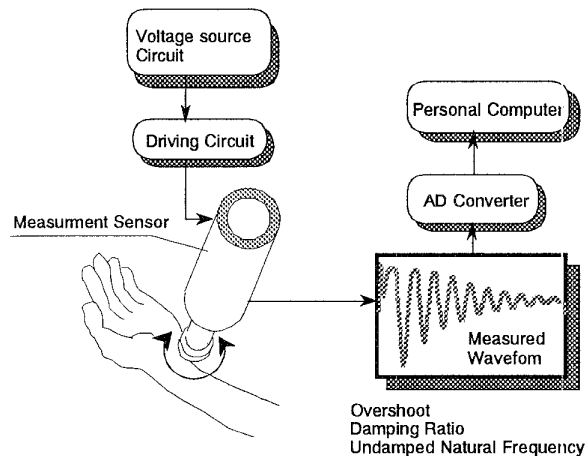 Voltage source
Circuit
Driving Circuit
Measurment Sensor
Personal Computer
AD Converter
Measured
Wavefom
Overshoot
Damping Ratio
Undamped Natural Frequency